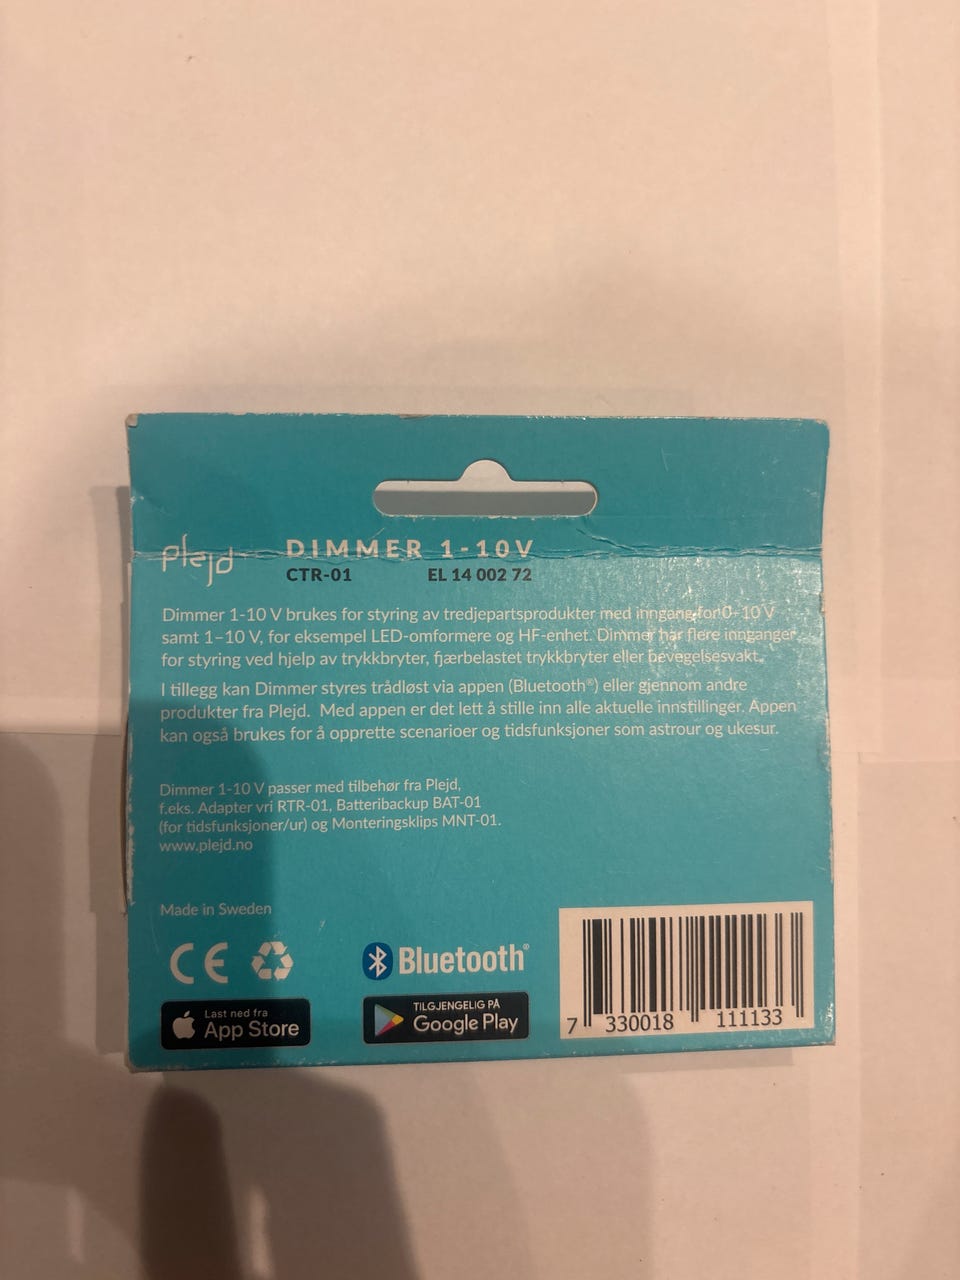 plejd
DIMMER 1-10V
CTR-01 EL 14 002 72
Dimmer 1-10 V brukes for styring av tredjepartsprodukter med inngang for 0-10 V
samt 1–10 V, for eksempel LED-omformere og HF-enhet. Dimmer har flere innganger
for styring ved hjelp av trykkbryter, fjærbelastet trykkbryter eller bevegelsesvakt.
I tillegg kan Dimmer styres trådløst via appen (Bluetooth®) eller gjennom andre
produkter fra Plejd. Med appen er det lett å stille inn alle aktuelle innstillinger. Appen
kan også brukes for å opprette scenarioer og tidsfunksjoner som astrour og ukesur.
Dimmer 1-10 V passer med tilbehør fra Plejd,
f.eks. Adapter vri RTR-01, Batteribackup BAT-01
(for tidsfunksjoner/ur) og Monteringsklips MNT-01.
www.plejd.no
Made in Sweden
CE
Bluetooth®
Last ned fra
App Store
TILGJENGELIG PÅ
Google Play
7 330018 111133